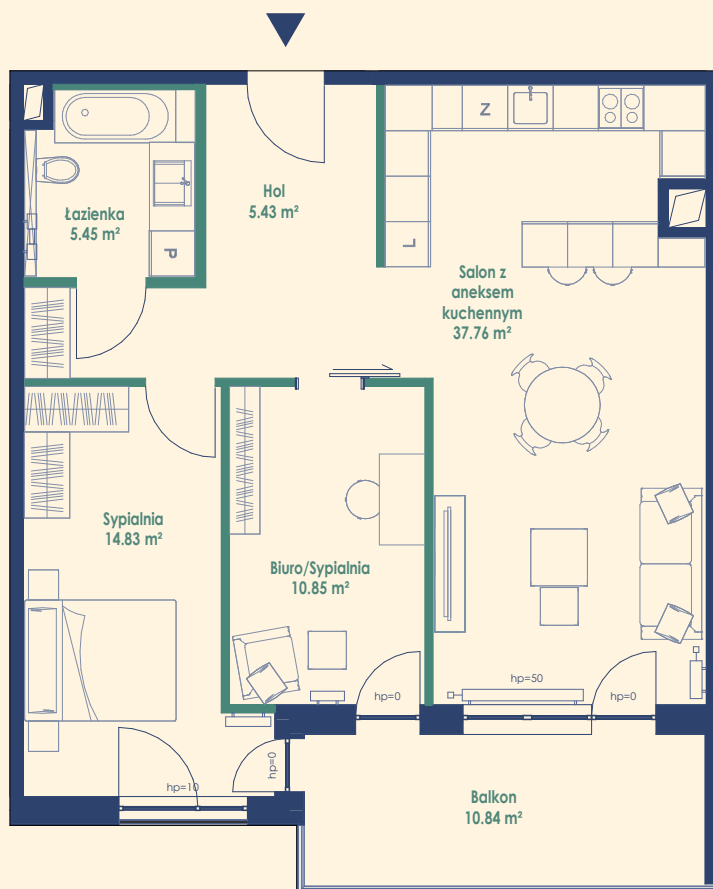 Z
Hol
5.43 m²
Łazienka
5.45 m²
P
L
Salon z
aneksem
kuchennym
37.76 m²
Sypialnia
14.83 m²
Biuro/Sypialnia
10.85 m²
hp=50
hp=0
hp=0
hp=0
hp=10
Balkon
10.84 m²